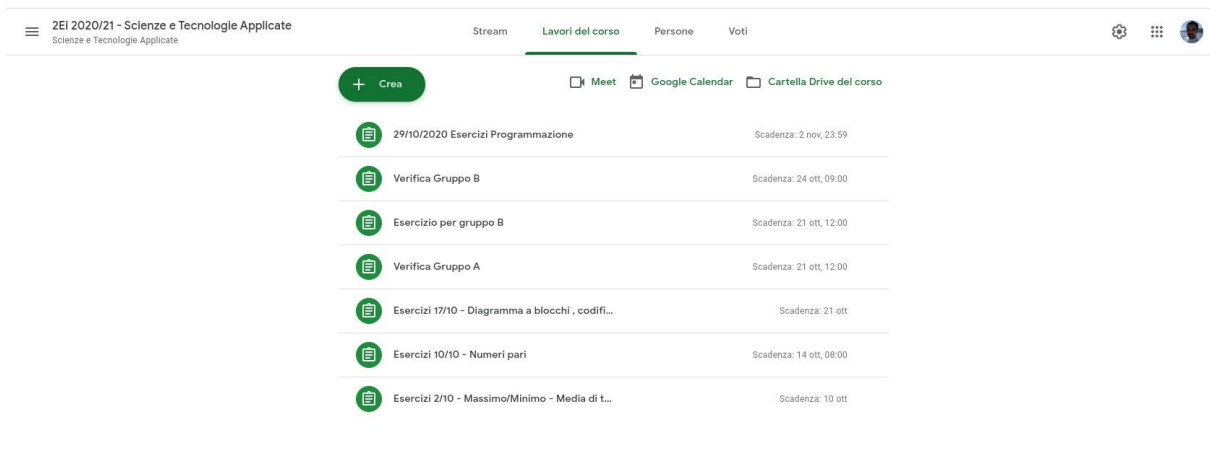 2EI 2020/21 - Scienze e Tecnologie Applicate
Scienze e Tecnologie Applicate
Stream Lavori del corso Persone Voti
Crea
Meet Google Calendar Cartella Drive del corso
29/10/2020 Esercizi Programmazione Scadenza: 2 nov, 23:59
Verifica Gruppo B Scadenza: 24 ott, 09:00
Esercizio per gruppo B Scadenza: 21 ott, 12:00
Verifica Gruppo A Scadenza: 21 ott, 12:00
Esercizi 17/10 - Diagramma a blocchi , codifi... Scadenza: 21 ott
Esercizi 10/10 - Numeri pari Scadenza: 14 ott, 08:00
Esercizi 2/10 - Massimo/Minimo - Media di t... Scadenza: 10 ott